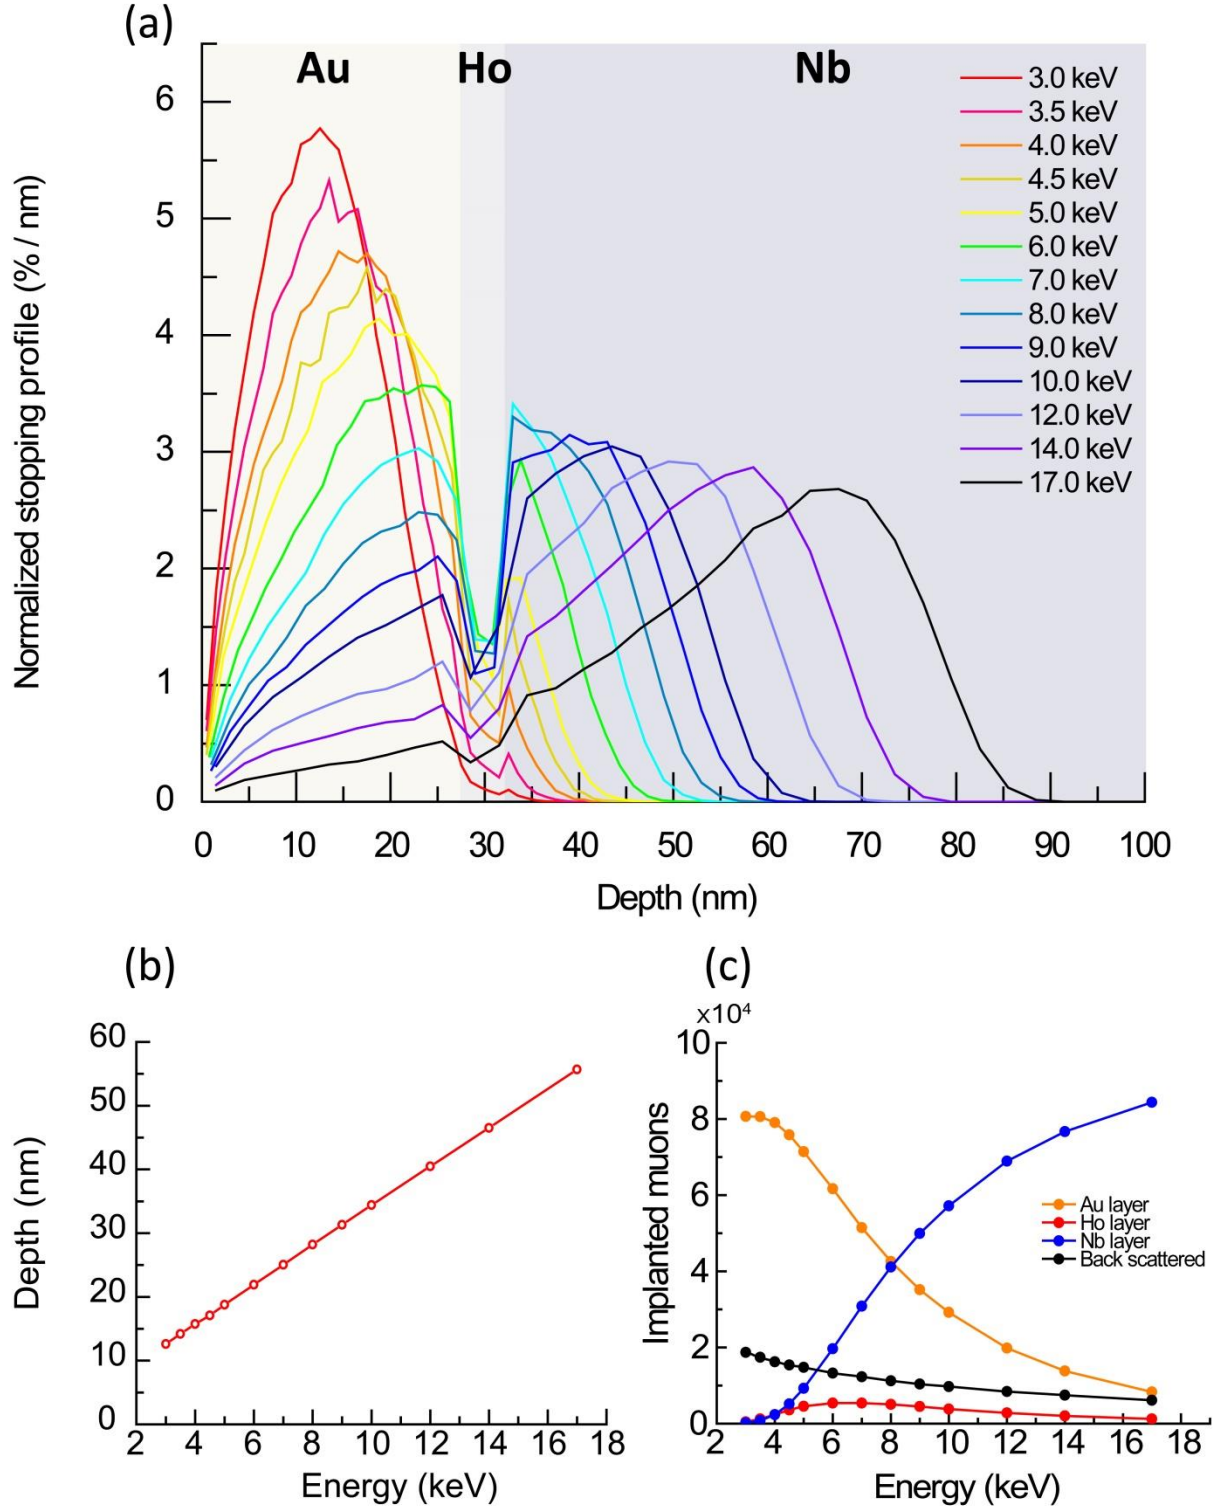 (a)
Au Ho Nb
Normalized stopping profile (% / nm)
6
5
4
3
2
1
0
3.0 keV
3.5 keV
4.0 keV
4.5 keV
5.0 keV
6.0 keV
7.0 keV
8.0 keV
9.0 keV
10.0 keV
12.0 keV
14.0 keV
17.0 keV
0 10 20 30 40 50 60 70 80 90 100
Depth (nm)
(b)
Depth (nm)
60
50
40
30
20
10
0
2 4 6 8 10 12 14 16 18
Energy (keV)
(c)
x10⁴
Implanted muons
10
8
6
4
2
0
Au layer
Ho layer
Nb layer
Back scattered
2 4 6 8 10 12 14 16 18
Energy (keV)